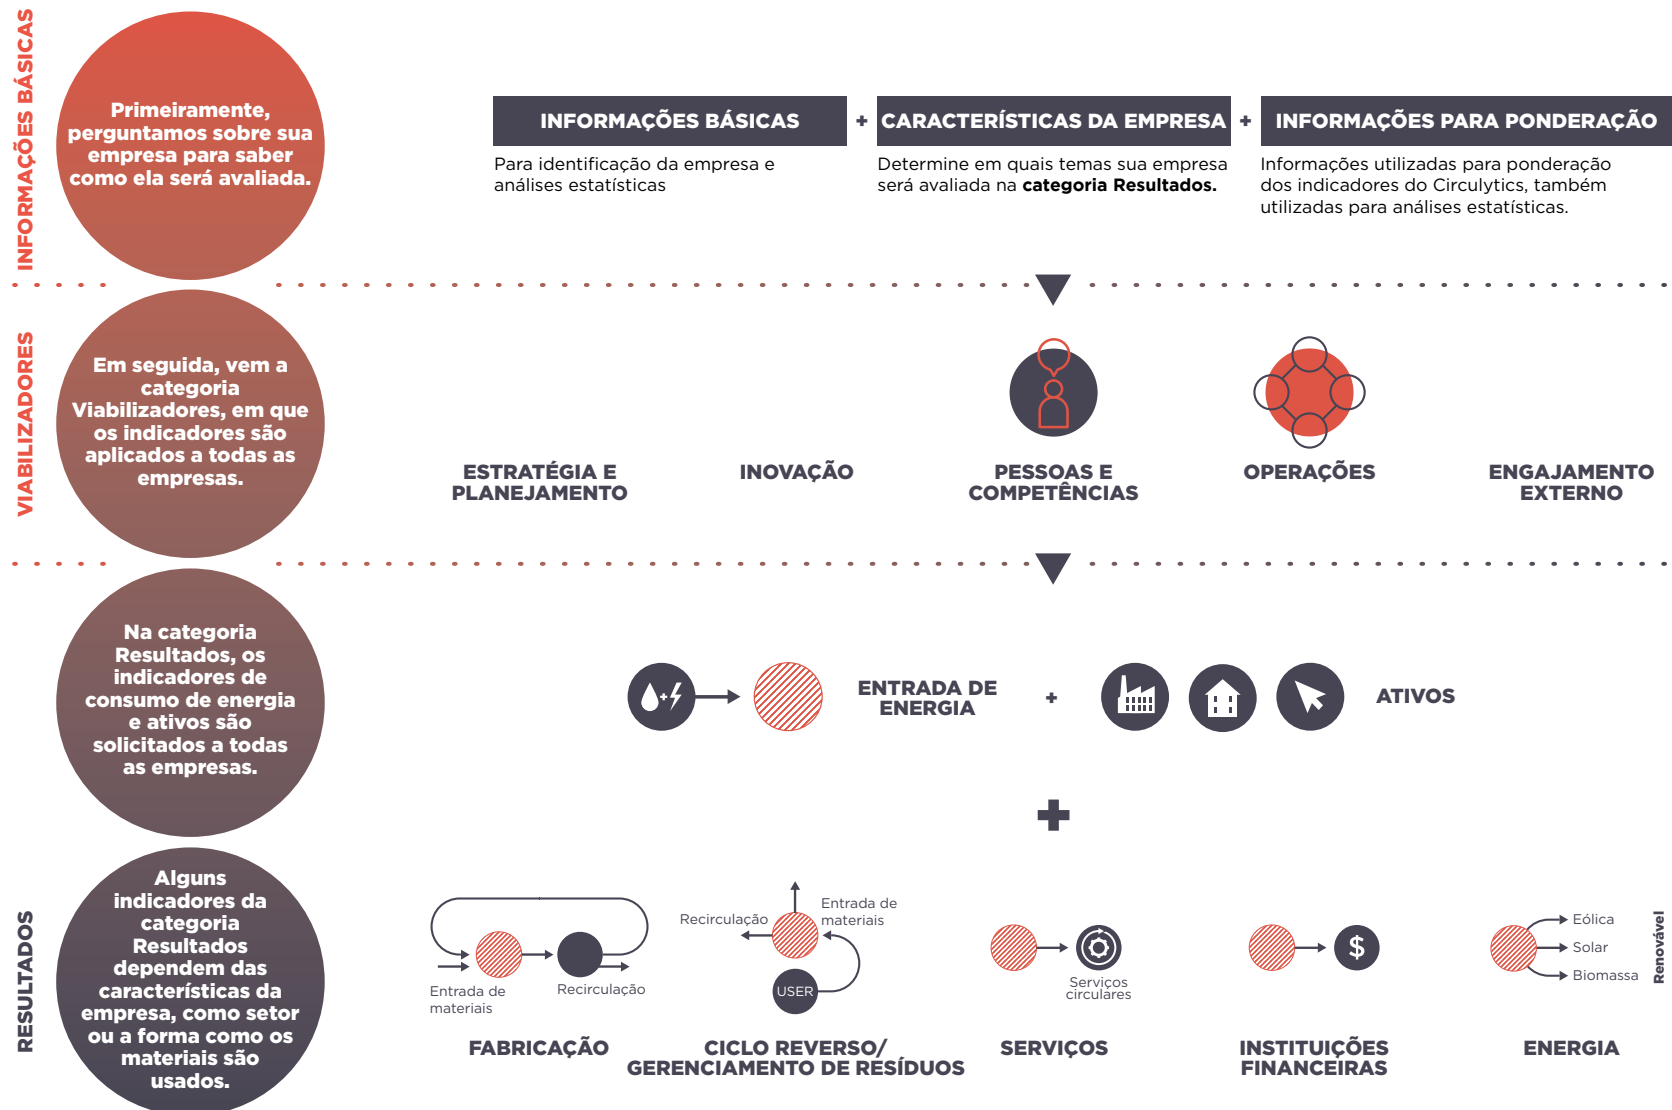 INFORMAÇÕES BÁSICAS
Primeiramente,
perguntamos sobre sua
empresa para saber
como ela será avaliada.
INFORMAÇÕES BÁSICAS
Para identificação da empresa e
análises estatísticas
+
CARACTERÍSTICAS DA EMPRESA
Determine em quais temas sua empresa
será avaliada na categoria Resultados.
+
INFORMAÇÕES PARA PONDERAÇÃO
Informações utilizadas para ponderação
dos indicadores do Circulytics, também
utilizadas para análises estatísticas.
VIABILIZADORES
Em seguida, vem a
categoria
Viabilizadores, em que
os indicadores são
aplicados a todas as
empresas.
ESTRATÉGIA E
PLANEJAMENTO
INOVAÇÃO
PESSOAS E
COMPETÊNCIAS
OPERAÇÕES
ENGAJAMENTO
EXTERNO
RESULTADOS
Na categoria
Resultados, os
indicadores de
consumo de energia
e ativos são
solicitados a todas
as empresas.
+
ENTRADA DE
ENERGIA
+
ATIVOS
+
Alguns
indicadores da
categoria
Resultados
dependem das
características da
empresa, como setor
ou a forma como os
materiais são
usados.
Entrada de
materiais
Recirculação
FABRICAÇÃO
Recirculação
Entrada de
materiais
USER
CICLO REVERSO/
GERENCIAMENTO DE RESÍDUOS
Serviços
circulares
SERVIÇOS
$
INSTITUIÇÕES
FINANCEIRAS
Eólica
Solar
Biomassa
Renovável
ENERGIA